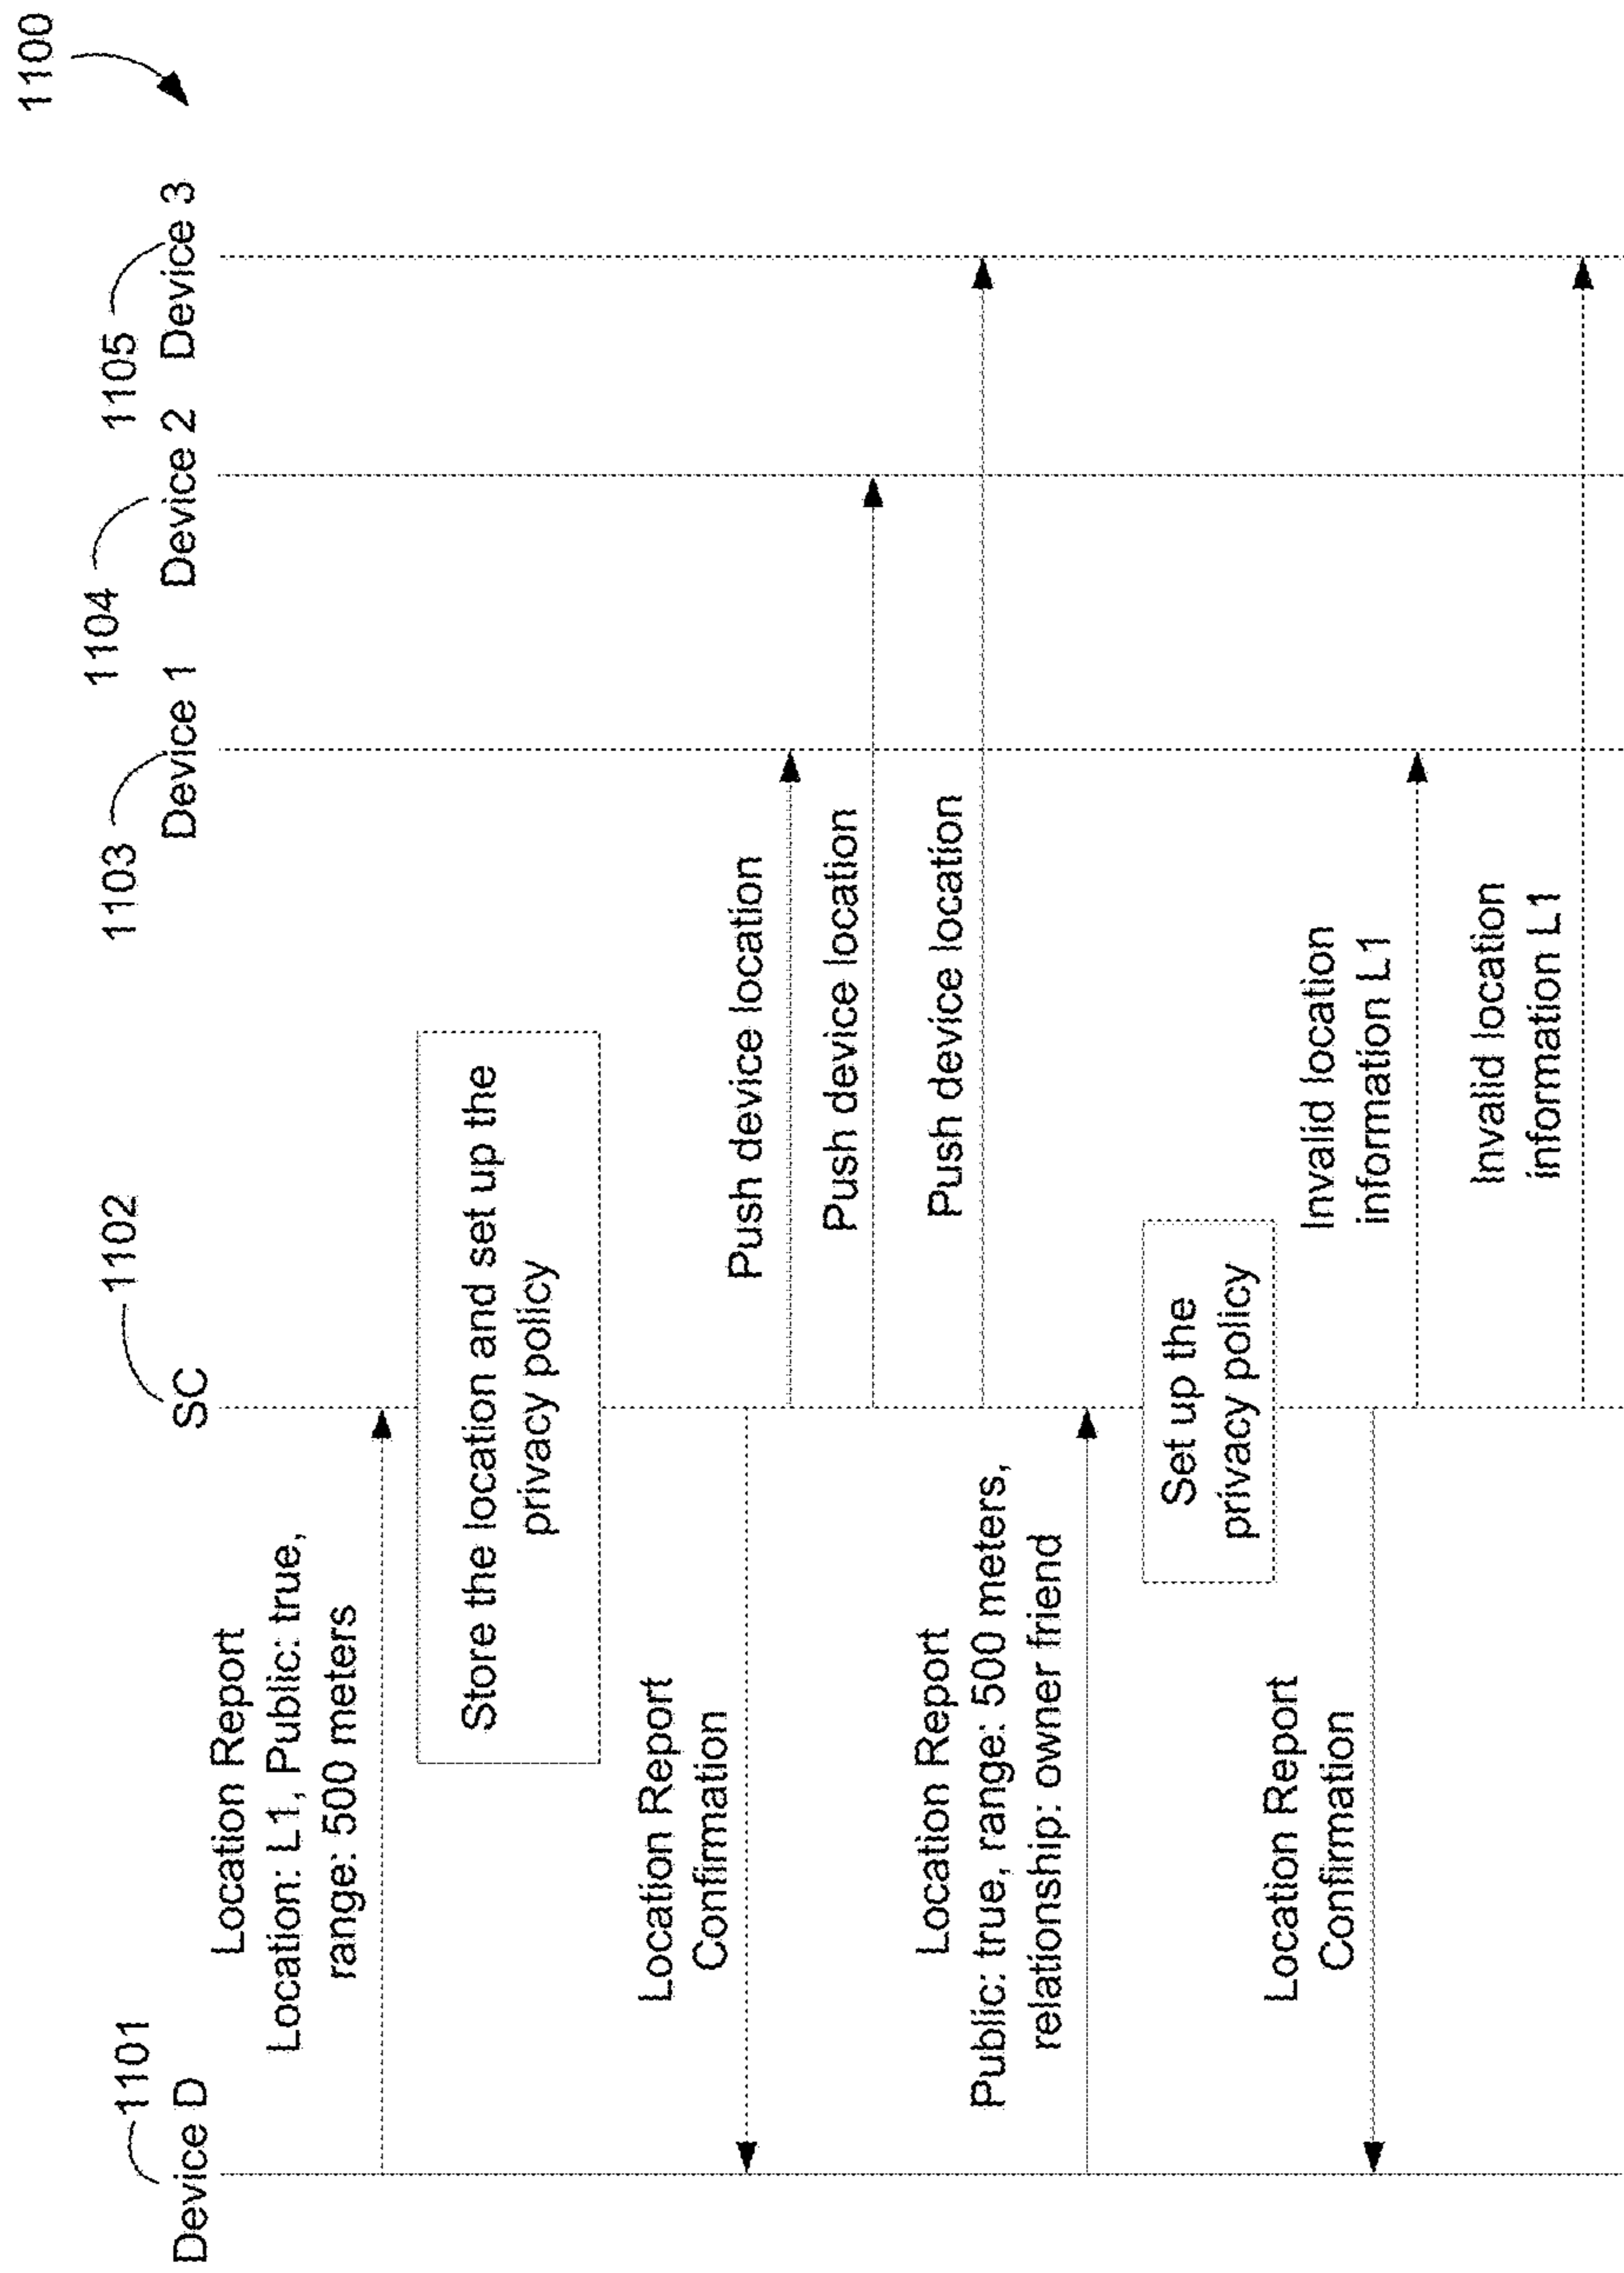 1100
1101
1102
1103
1104
1105
Device D
SC
Device 1
Device 2
Device 3
Location Report
Location: L1, Public: true,
range: 500 meters
Store the location and set up the
privacy policy
Location Report
Confirmation
Push device location
Push device location
Push device location
Location Report
Public: true, range: 500 meters,
relationship: owner friend
Set up the
privacy policy
Location Report
Confirmation
Invalid location
information L1
Invalid location
information L1